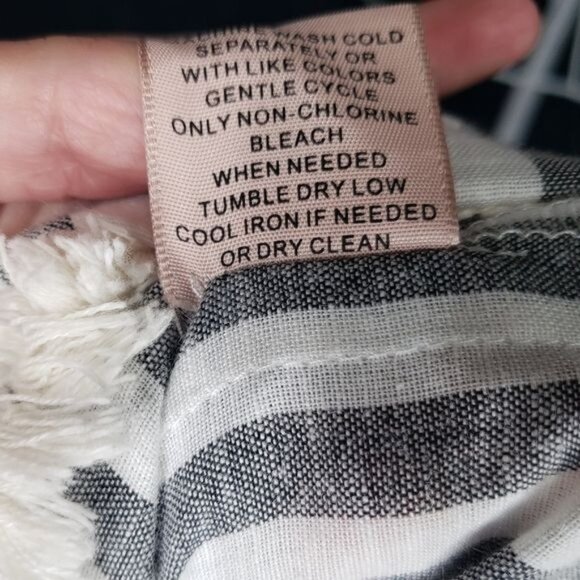 MACHINE WASH COLD
SEPARATELY OR
WITH LIKE COLORS
GENTLE CYCLE
ONLY NON-CHLORINE
BLEACH
WHEN NEEDED
TUMBLE DRY LOW
COOL IRON IF NEEDED
OR DRY CLEAN